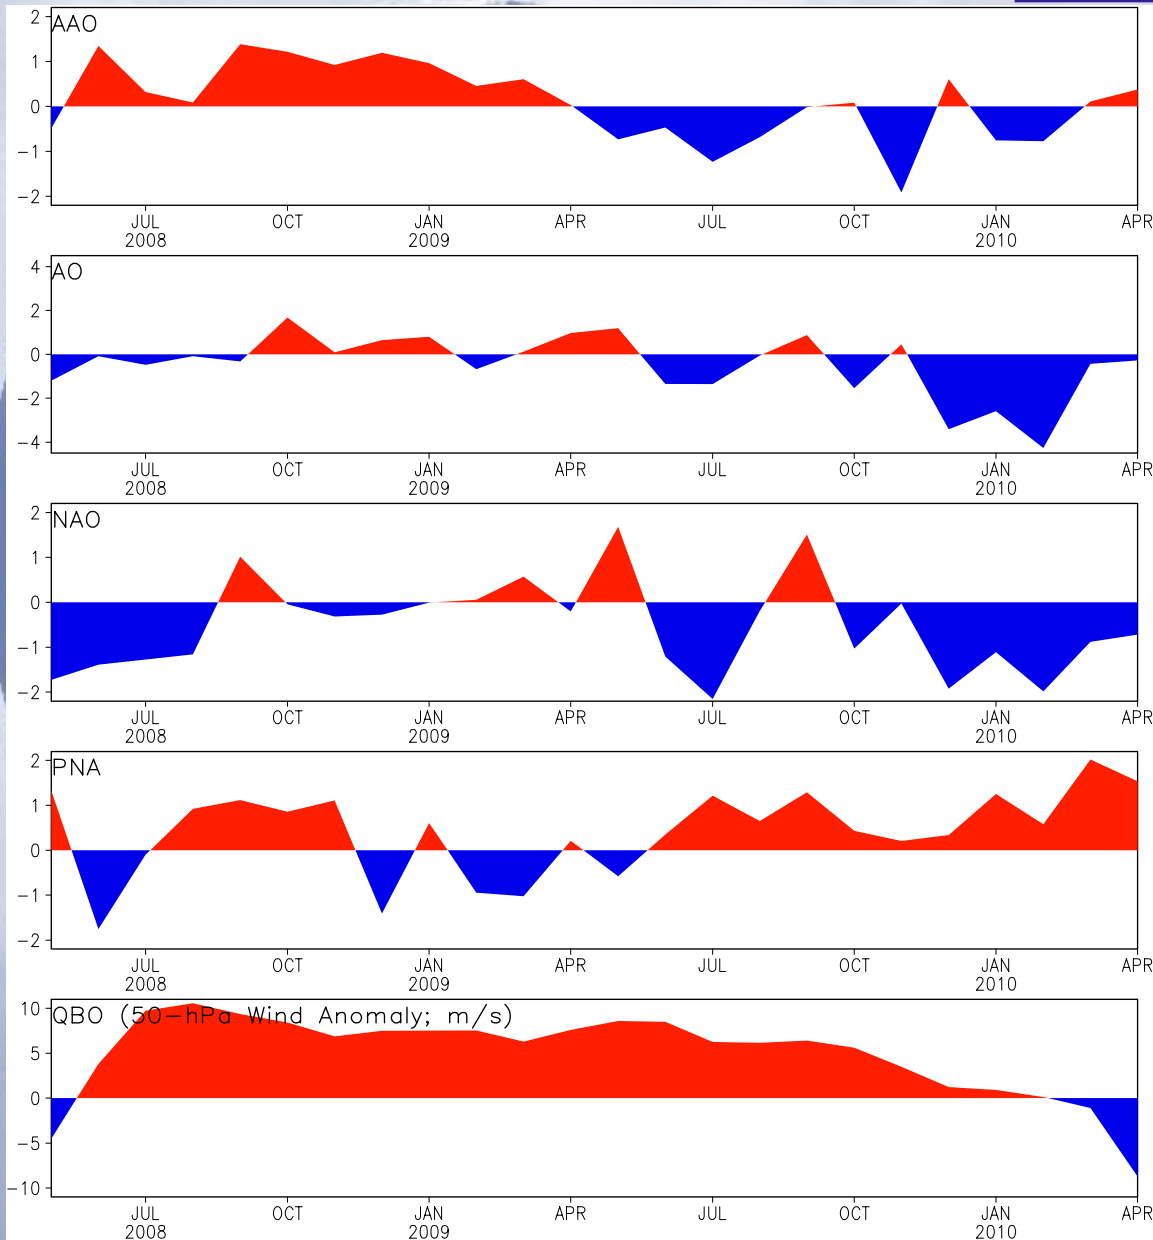 AAO
2
1
0
−1
−2
JUL OCT JAN APR JUL OCT JAN APR
2008 2009 2010
AO
4
2
0
−2
−4
JUL OCT JAN APR JUL OCT JAN APR
2008 2009 2010
NAO
2
1
0
−1
−2
JUL OCT JAN APR JUL OCT JAN APR
2008 2009 2010
PNA
2
1
0
−1
−2
JUL OCT JAN APR JUL OCT JAN APR
2008 2009 2010
QBO (50−hPa Wind Anomaly; m/s)
10
5
0
−5
−10
JUL OCT JAN APR JUL OCT JAN APR
2008 2009 2010